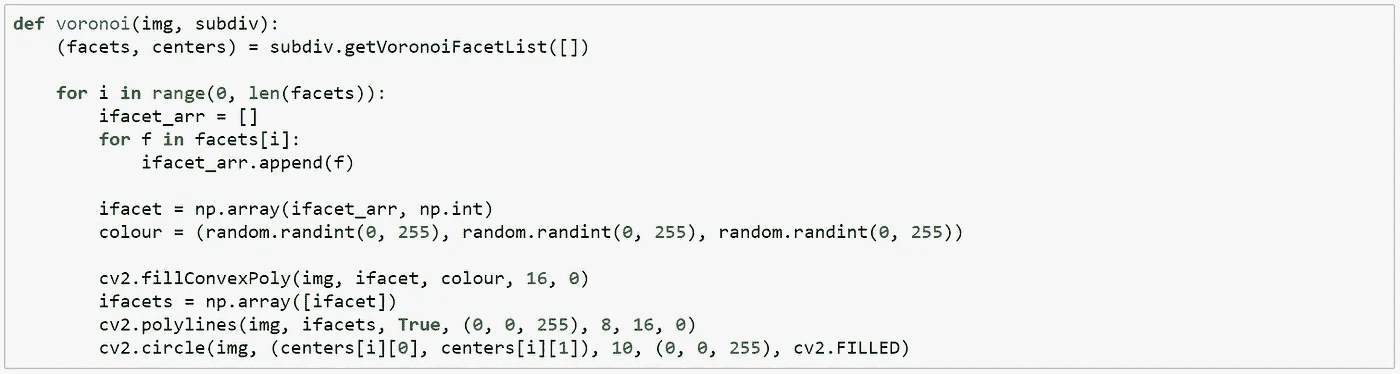 def voronoi(img, subdiv):
    (facets, centers) = subdiv.getVoronoiFacetList([])

    for i in range(0, len(facets)):
        ifacet_arr = []
        for f in facets[i]:
            ifacet_arr.append(f)

        ifacet = np.array(ifacet_arr, np.int)
        colour = (random.randint(0, 255), random.randint(0, 255), random.randint(0, 255))

        cv2.fillConvexPoly(img, ifacet, colour, 16, 0)
        ifacets = np.array([ifacet])
        cv2.polylines(img, ifacets, True, (0, 0, 255), 8, 16, 0)
        cv2.circle(img, (centers[i][0], centers[i][1]), 10, (0, 0, 255), cv2.FILLED)